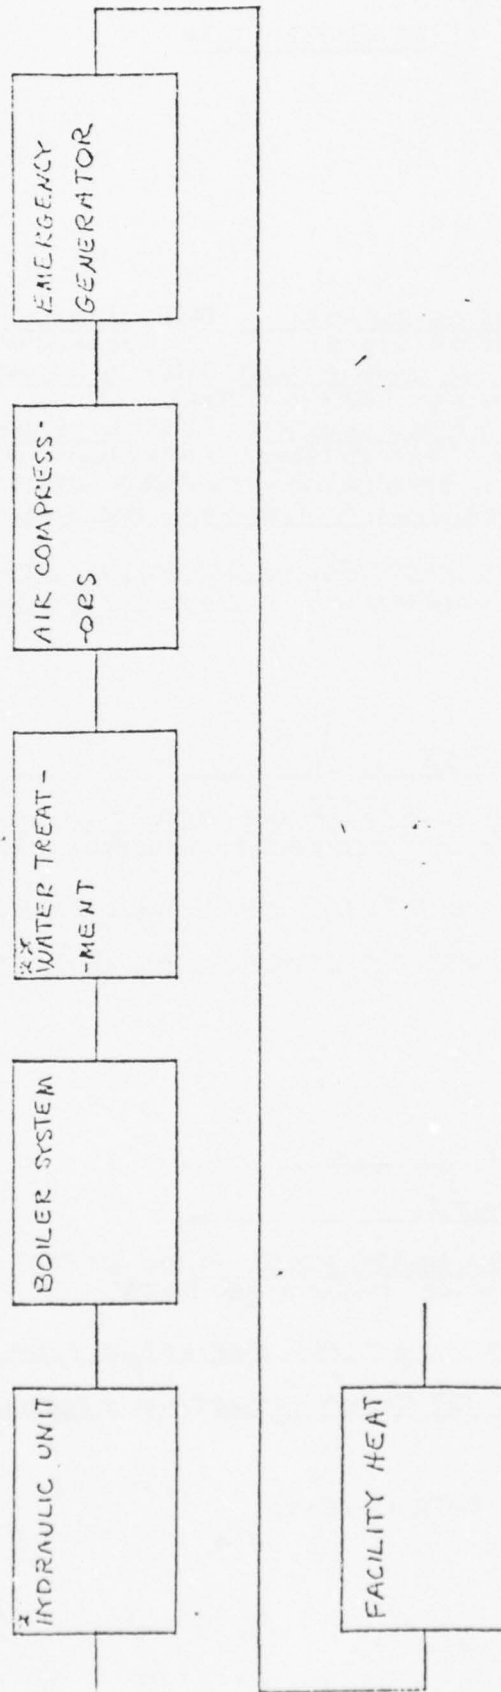 *
HYDRAULIC UNIT
BOILER SYSTEM
**
WATER TREAT-
-MENT
AIR COMPRESS-
-ORS
EMERGENCY
GENERATOR
FACILITY HEAT